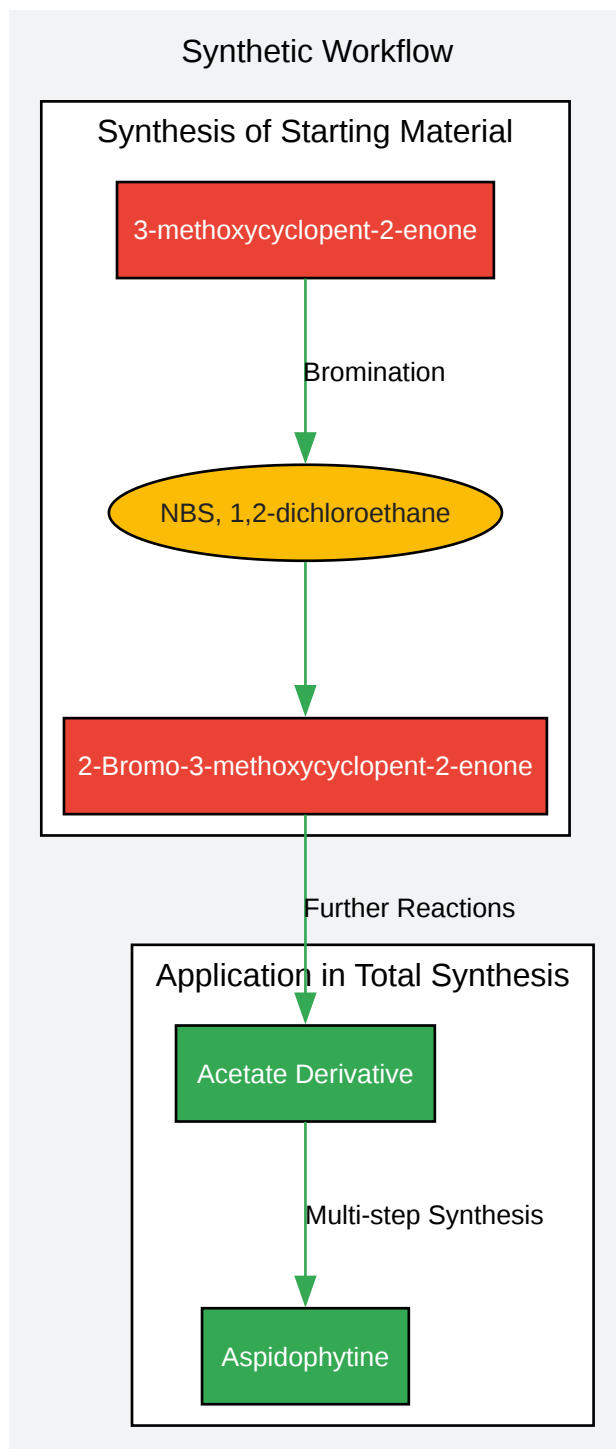 Synthetic Workflow
Synthesis of Starting Material
3-methoxycyclopent-2-enone
Bromination
NBS, 1,2-dichloroethane
2-Bromo-3-methoxycyclopent-2-enone
Further Reactions
Application in Total Synthesis
Acetate Derivative
Multi-step Synthesis
Aspidophytine